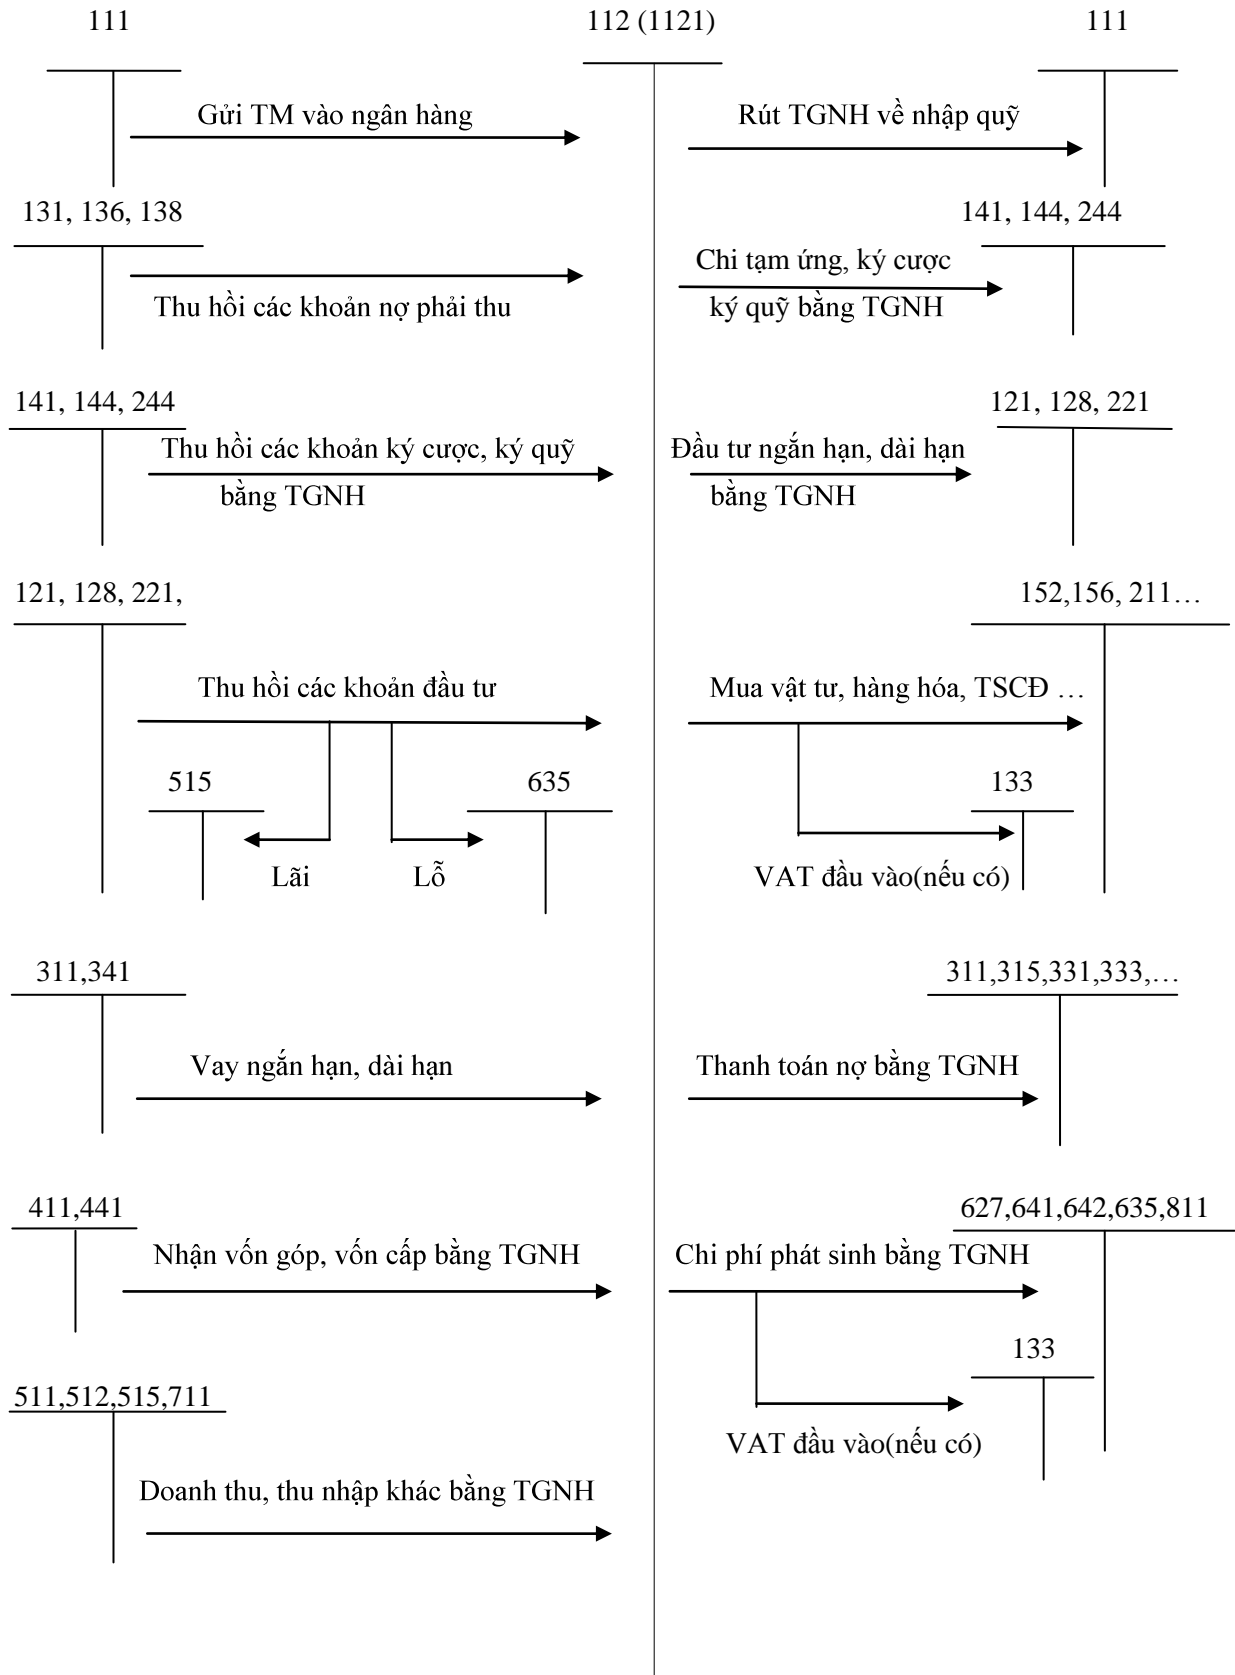 111
112 (1121)
111
Gửi TM vào ngân hàng
Rút TGNH về nhập quỹ
131, 136, 138
141, 144, 244
Thu hồi các khoản nợ phải thu
Chi tạm ứng, ký cược
ký quỹ bằng TGNH
141, 144, 244
121, 128, 221
Thu hồi các khoản ký cược, ký quỹ
bằng TGNH
Đầu tư ngắn hạn, dài hạn
bằng TGNH
121, 128, 221,
152,156, 211…
Thu hồi các khoản đầu tư
Mua vật tư, hàng hóa, TSCĐ …
515
635
133
Lãi
Lỗ
VAT đầu vào(nếu có)
311,341
311,315,331,333,…
Vay ngắn hạn, dài hạn
Thanh toán nợ bằng TGNH
411,441
627,641,642,635,811
Nhận vốn góp, vốn cấp bằng TGNH
Chi phí phát sinh bằng TGNH
133
511,512,515,711
VAT đầu vào(nếu có)
Doanh thu, thu nhập khác bằng TGNH